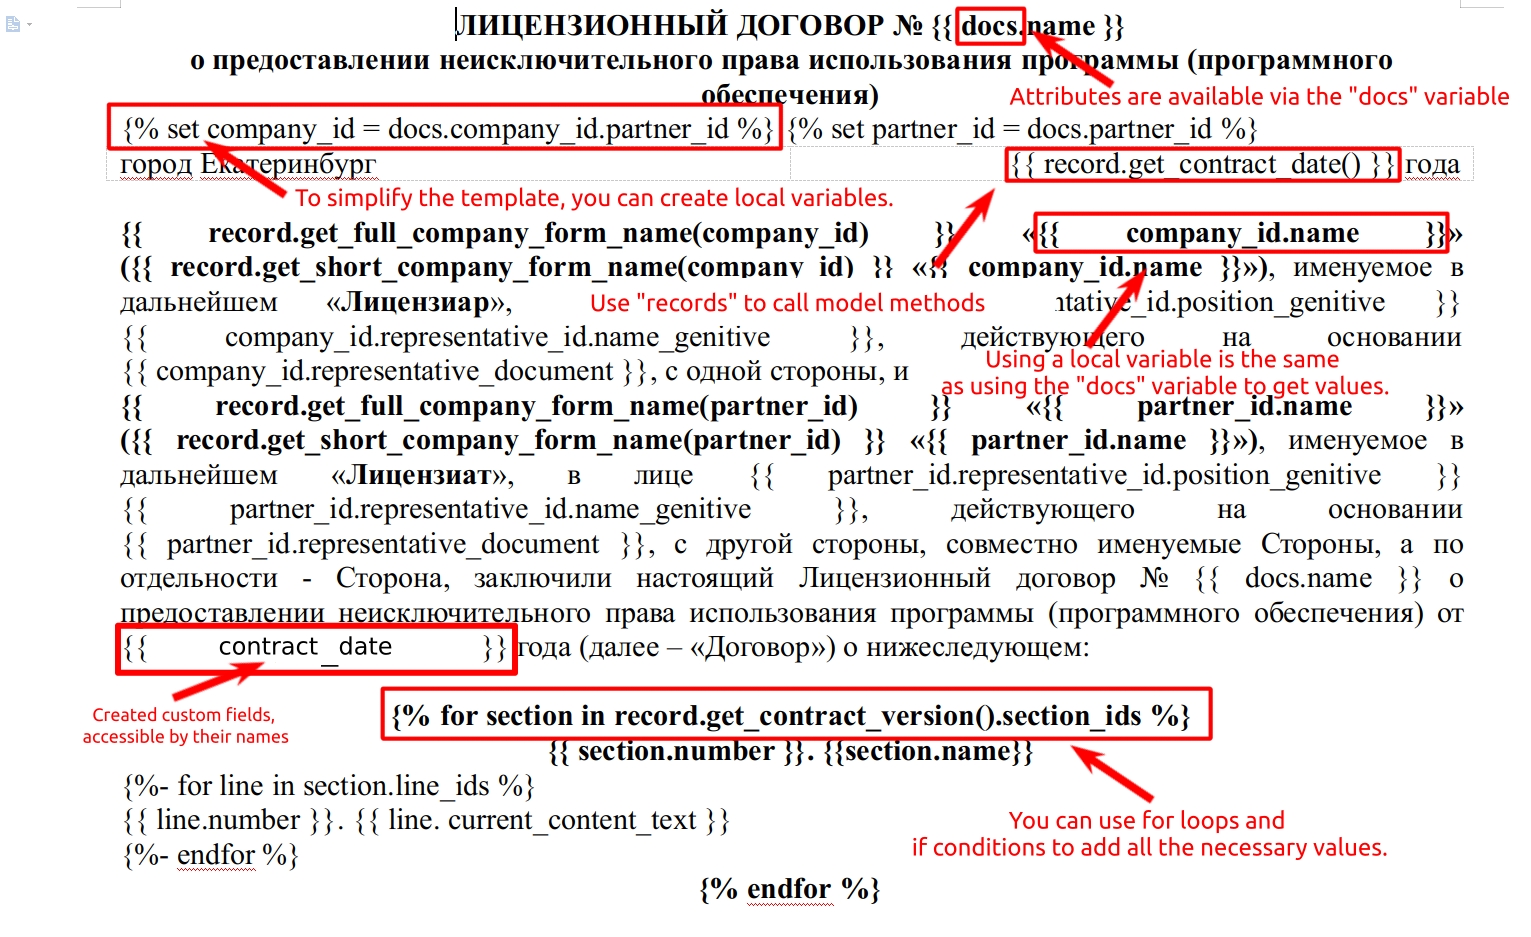 ЛИЦЕНЗИОННЫЙ ДОГОВОР № {{ docs.name }}
о предоставлении неисключительного права использования программы (программного
обеспечения)
Attributes are available via the "docs" variable
{% set company_id = docs.company_id.partner_id %} {% set partner_id = docs.partner_id %}
город Екатеринбург {{ record.get_contract_date() }} года
To simplify the template, you can create local variables.
{{ record.get_full_company_form_name(company_id) }} «{{ company_id.name }}»
({{ record.get_short_company_form_name(company_id) }} «{{ company_id.name }}»), именуемое в
дальнейшем «Лицензиар», Use "records" to call model methods ntative_id.position_genitive }}
{{ company_id.representative_id.name_genitive }}, действующего на основании
Using a local variable is the same
{{ company_id.representative_document }}, с одной стороны, и
as using the "docs" variable to get values.
{{ record.get_full_company_form_name(partner_id) }} «{{ partner_id.name }}»
({{ record.get_short_company_form_name(partner_id) }} «{{ partner_id.name }}»), именуемое в
дальнейшем «Лицензиат», в лице {{ partner_id.representative_id.position_genitive }}
{{ partner_id.representative_id.name_genitive }}, действующего на основании
{{ partner_id.representative_document }}, с другой стороны, совместно именуемые Стороны, а по
отдельности - Сторона, заключили настоящий Лицензионный договор № {{ docs.name }} о
предоставлении неисключительного права использования программы (программного обеспечения) от
{{ contract_date }} года (далее – «Договор») о нижеследующем:
Created custom fields,
accessible by their names
{% for section in record.get_contract_version().section_ids %}
{{ section.number }}. {{section.name}}
{%- for line in section.line_ids %}
{{ line.number }}. {{ line. current_content_text }}
{%- endfor %}
You can use for loops and
if conditions to add all the necessary values.
{% endfor %}